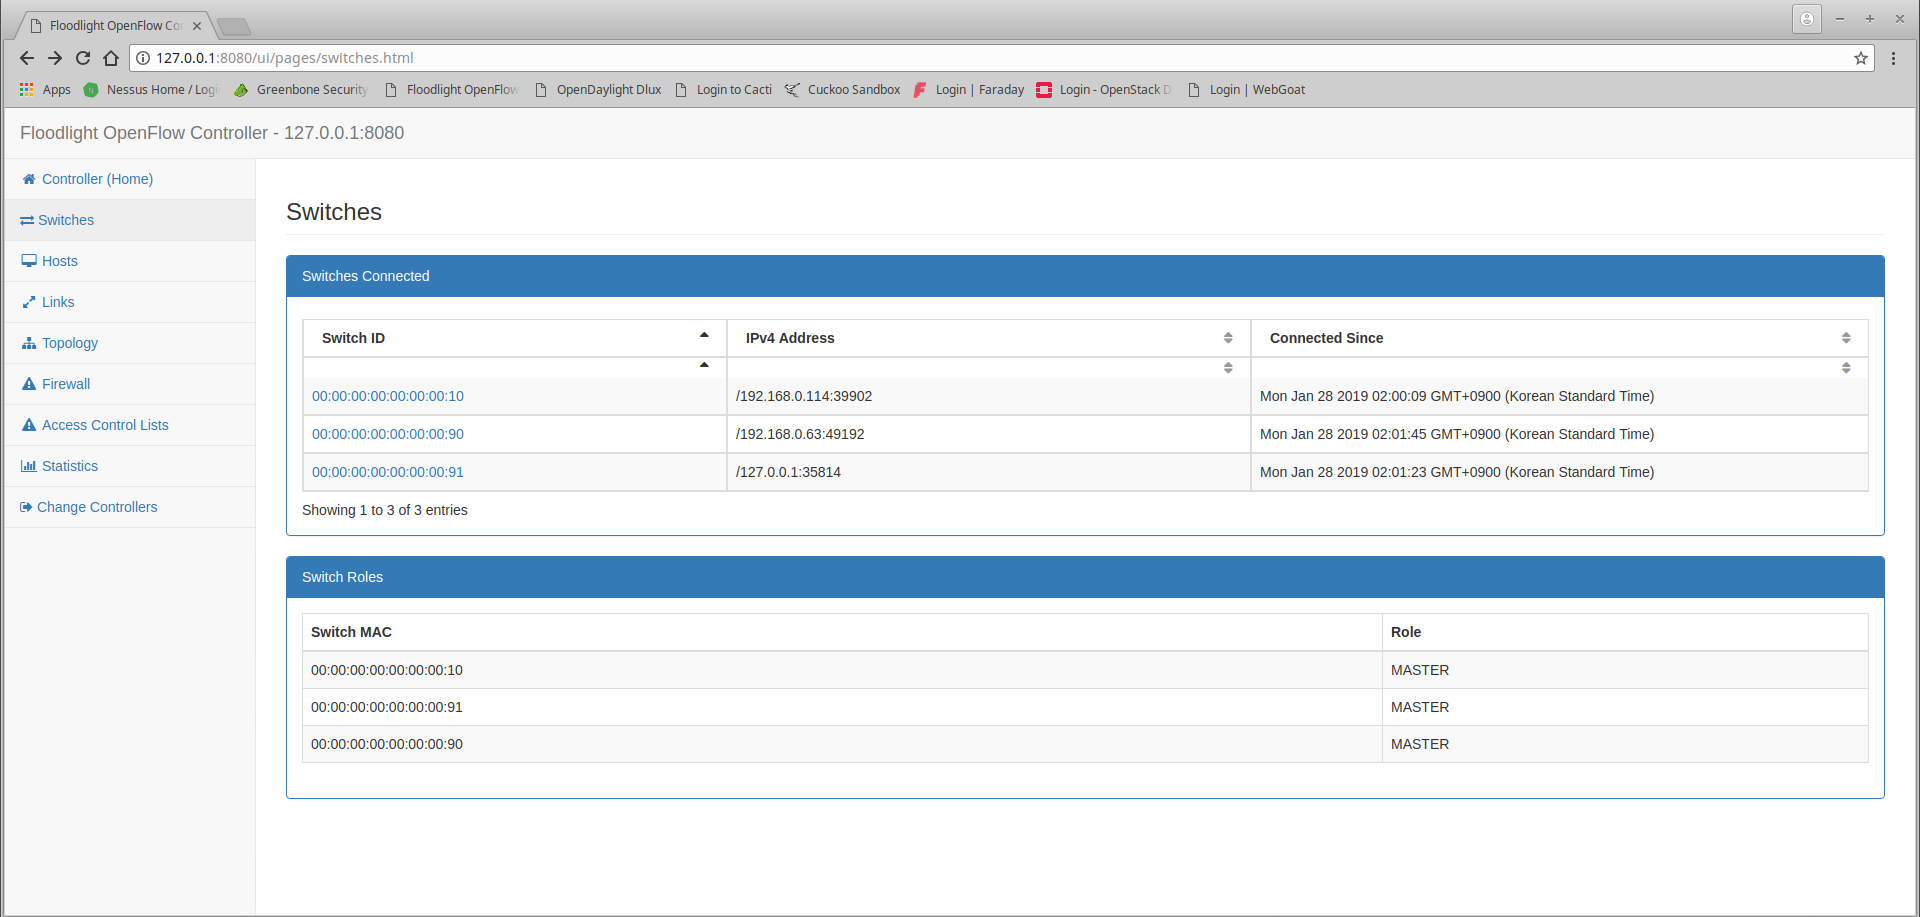 Floodlight OpenFlow Co
127.0.0.1:8080/ui/pages/switches.html
Apps Nessus Home / Logi Greenbone Security Floodlight OpenFlow OpenDaylight Dlux Login to Cacti Cuckoo Sandbox Login | Faraday Login - OpenStack D Login | WebGoat
Floodlight OpenFlow Controller - 127.0.0.1:8080
Controller (Home)
Switches
Hosts
Links
Topology
Firewall
Access Control Lists
Statistics
Change Controllers
Switches
Switches Connected
Switch ID IPv4 Address Connected Since
00:00:00:00:00:00:00:10 /192.168.0.114:39902 Mon Jan 28 2019 02:00:09 GMT+0900 (Korean Standard Time)
00:00:00:00:00:00:00:90 /192.168.0.63:49192 Mon Jan 28 2019 02:01:45 GMT+0900 (Korean Standard Time)
00:00:00:00:00:00:00:91 /127.0.0.1:35814 Mon Jan 28 2019 02:01:23 GMT+0900 (Korean Standard Time)
Showing 1 to 3 of 3 entries
Switch Roles
Switch MAC Role
00:00:00:00:00:00:00:10 MASTER
00:00:00:00:00:00:00:91 MASTER
00:00:00:00:00:00:00:90 MASTER